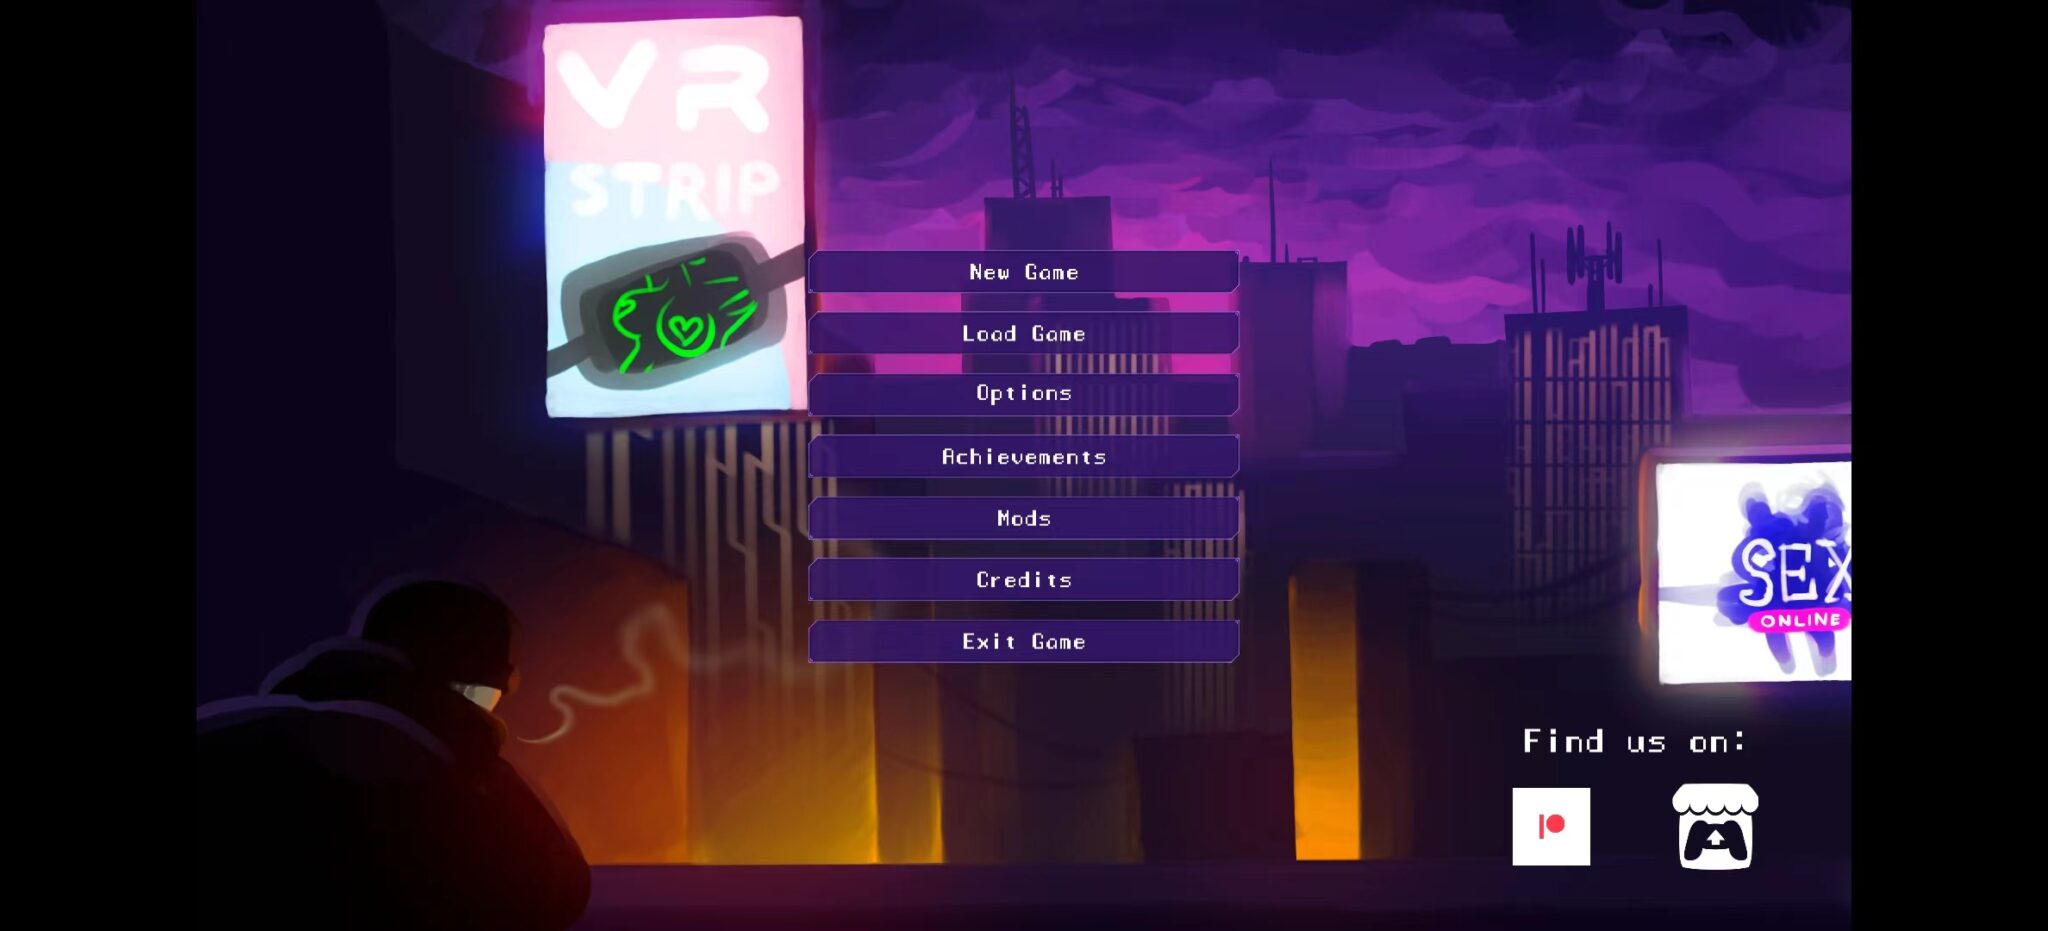 VR
STRIP
New Game
Load Game
Options
Achievements
Mods
Credits
Exit Game
SEX
ONLINE
Find us on: